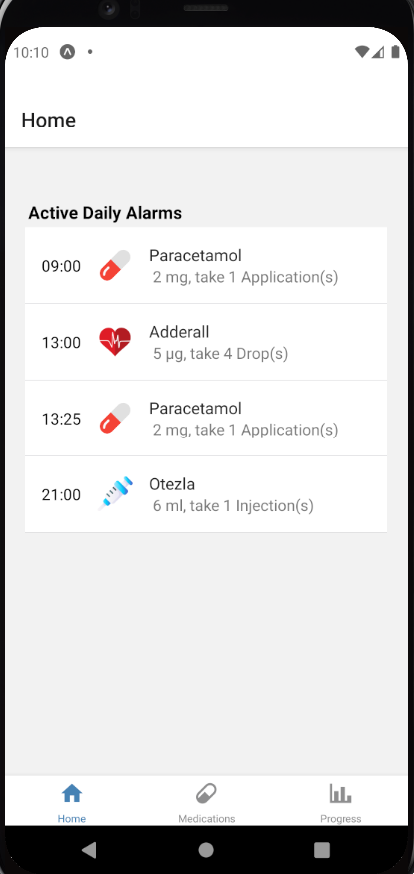 10:10
Home
Active Daily Alarms
09:00 Paracetamol
2 mg, take 1 Application(s)
13:00 Adderall
5 µg, take 4 Drop(s)
13:25 Paracetamol
2 mg, take 1 Application(s)
21:00 Otezla
6 ml, take 1 Injection(s)
Home Medications Progress